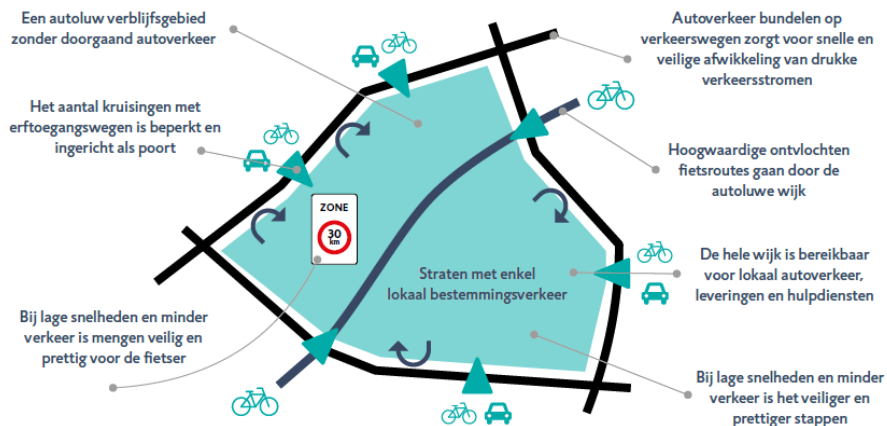 Een autoluw verblijfsgebied
zonder doorgaand autoverkeer
Autoverkeer bundelen op
verkeerswegen zorgt voor snelle en
veilige afwikkeling van drukke
verkeersstromen
Het aantal kruisingen met
erftoegangswegen is beperkt en
ingericht als poort
Hoogwaardige ontvlochten
fietsroutes gaan door de
autoluwe wijk
ZONE
30
km
Straten met enkel
lokaal bestemmingsverkeer
De hele wijk is bereikbaar
voor lokaal autoverkeer,
leveringen en hulpdiensten
Bij lage snelheden en minder
verkeer is mengen veilig en
prettig voor de fietser
Bij lage snelheden en minder
verkeer is het veiliger en
prettiger stappen